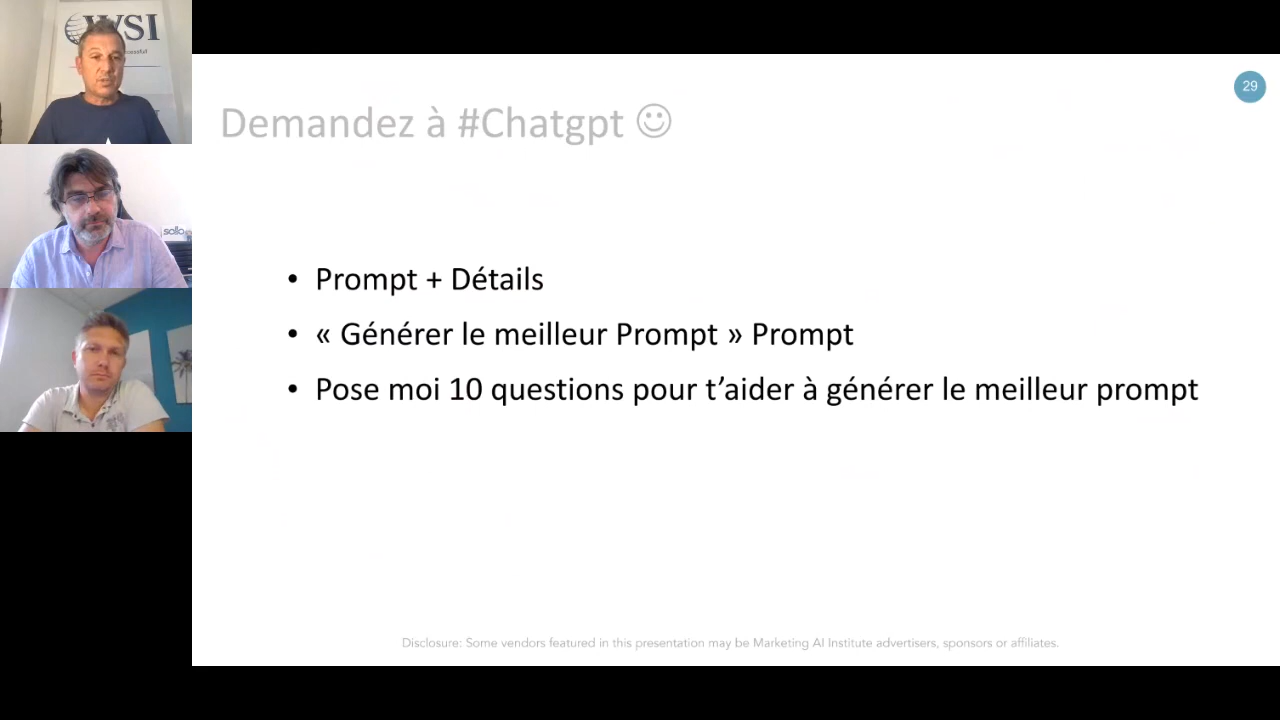 WSI
29
Demandez à #Chatgpt ☺
sollo
• Prompt + Détails
• « Générer le meilleur Prompt » Prompt
• Pose moi 10 questions pour t’aider à générer le meilleur prompt
Disclosure: Some vendors featured in this presentation may be Marketing AI Institute advertisers, sponsors or affiliates.